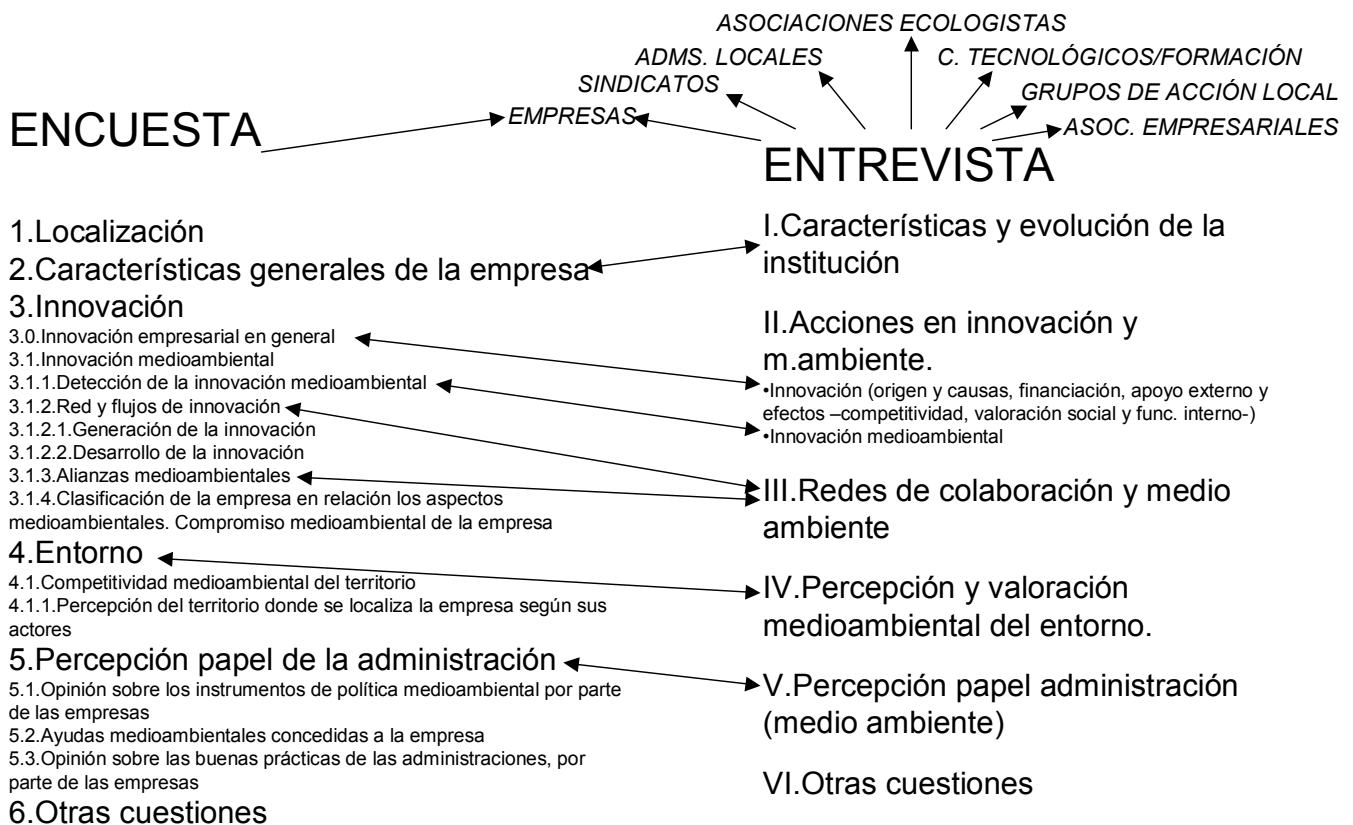 ASOCIACIONES ECOLOGISTAS
ADMS. LOCALES
C. TECNOLÓGICOS/FORMACIÓN
SINDICATOS
GRUPOS DE ACCIÓN LOCAL
EMPRESAS
ASOC. EMPRESARIALES
ENCUESTA
1.Localización
2.Características generales de la empresa
3.Innovación
3.0.Innovación empresarial en general
3.1.Innovación medioambiental
3.1.1.Detección de la innovación medioambiental
3.1.2.Red y flujos de innovación
3.1.2.1.Generación de la innovación
3.1.2.2.Desarrollo de la innovación
3.1.3.Alianzas medioambientales
3.1.4.Clasificación de la empresa en relación los aspectos
medioambientales. Compromiso medioambiental de la empresa
4.Entorno
4.1.Competitividad medioambiental del territorio
4.1.1.Percepción del territorio donde se localiza la empresa según sus
actores
5.Percepción papel de la administración
5.1.Opinión sobre los instrumentos de política medioambiental por parte
de las empresas
5.2.Ayudas medioambientales concedidas a la empresa
5.3.Opinión sobre las buenas prácticas de las administraciones, por
parte de las empresas
6.Otras cuestiones
ENTREVISTA
I.Características y evolución de la
institución
II.Acciones en innovación y
m.ambiente.
•Innovación (origen y causas, financiación, apoyo externo y
efectos –competitividad, valoración social y func. interno-)
•Innovación medioambiental
III.Redes de colaboración y medio
ambiente
IV.Percepción y valoración
medioambiental del entorno.
V.Percepción papel administración
(medio ambiente)
VI.Otras cuestiones